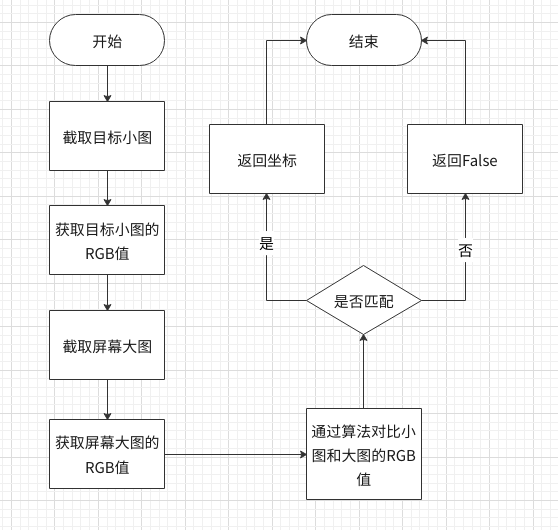 开始
截取目标小图
获取目标小图的
RGB值
截取屏幕大图
获取屏幕大图的
RGB值
通过算法对比小
图和大图的RGB
值
是否匹配
是
返回坐标
否
返回False
结束